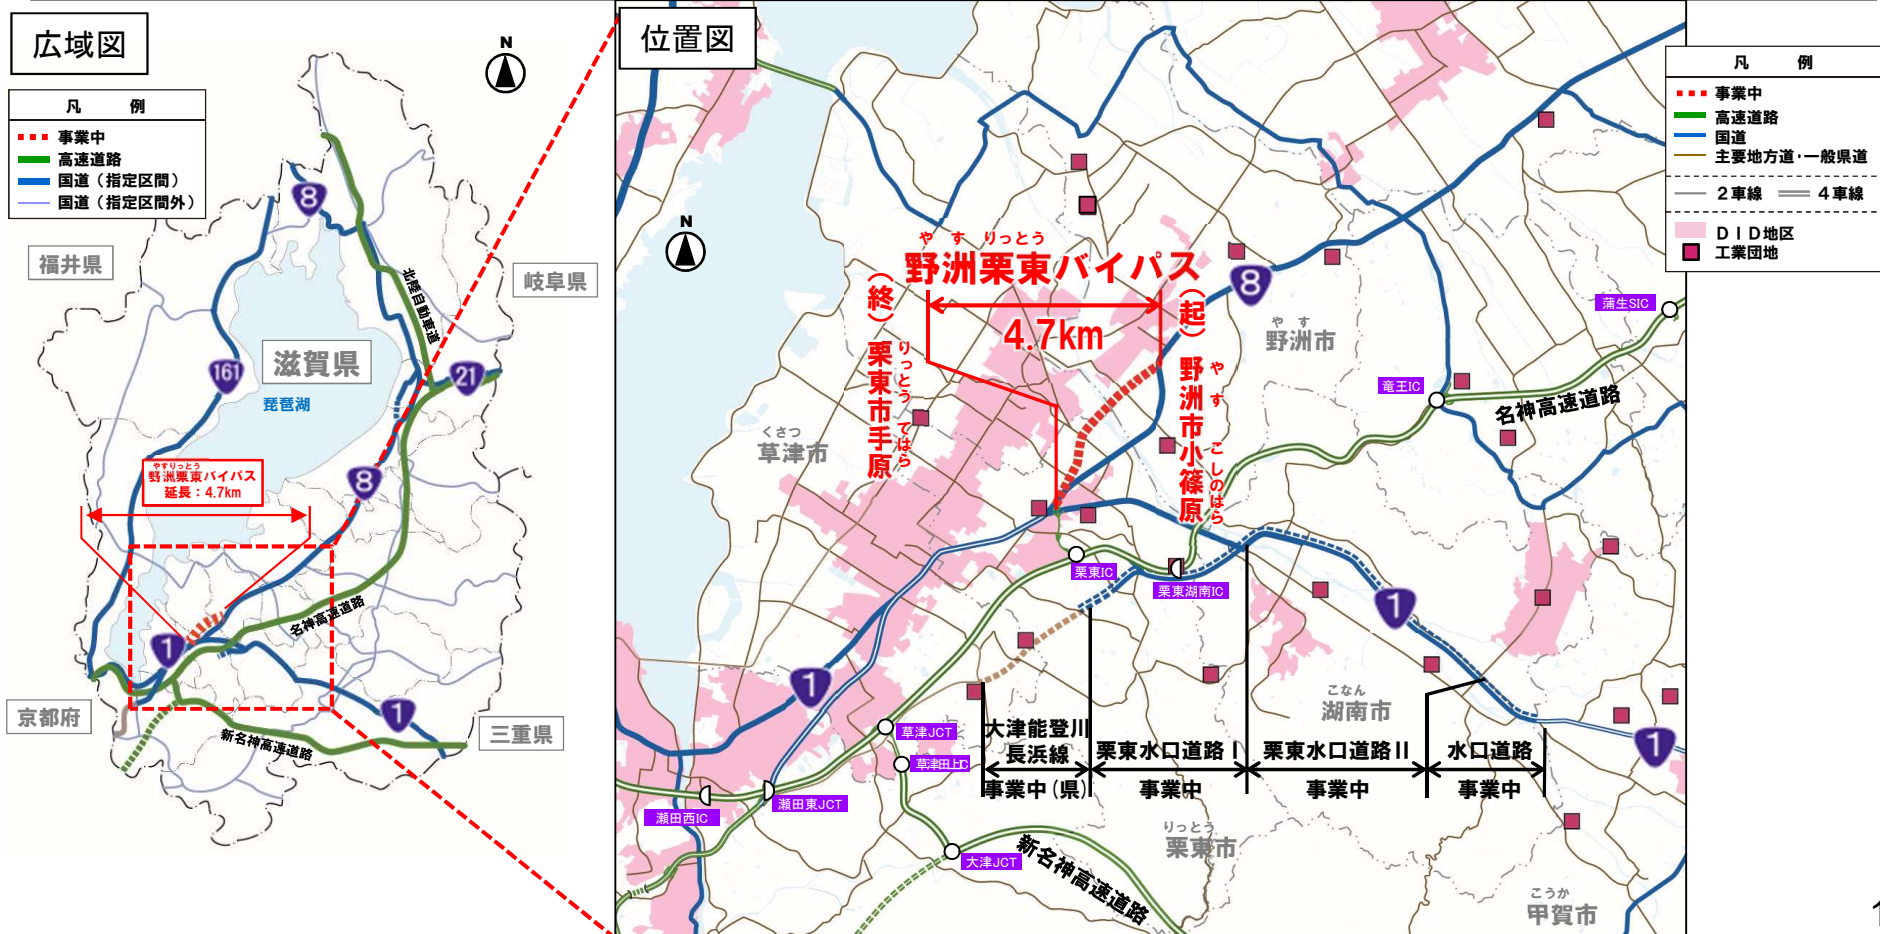 広域図
N
凡 例
事業中
高速道路
国道（指定区間）
国道（指定区間外）
福井県
岐阜県
滋賀県
琵琶湖
京都府
三重県
8
161
21
8
1
1
北陸自動車道
名神高速道路
新名神高速道路
やすりっとう
野洲栗東バイパス
延長：4.7km
位置図
N
凡 例
事業中
高速道路
国道
主要地方道・一般県道
2車線 4車線
ＤＩＤ地区
工業団地
や す りっとう
野洲栗東バイパス
4.7km
（終）栗東市手原
りっとう てはら
（起）野洲市小篠原
や す こしのはら
8
や す
野洲市
くさつ
草津市
蒲生SIC
竜王IC
名神高速道路
栗東IC
栗東湖南IC
1
1
1
こなん
湖南市
草津JCT
草津田上IC
瀬田東JCT
瀬田西IC
大津JCT
新名神高速道路
大津能登川
長浜線
事業中（県）
栗東水口道路Ⅰ
事業中
栗東水口道路Ⅱ
事業中
水口道路
事業中
りっとう
栗東市
こうか
甲賀市
1